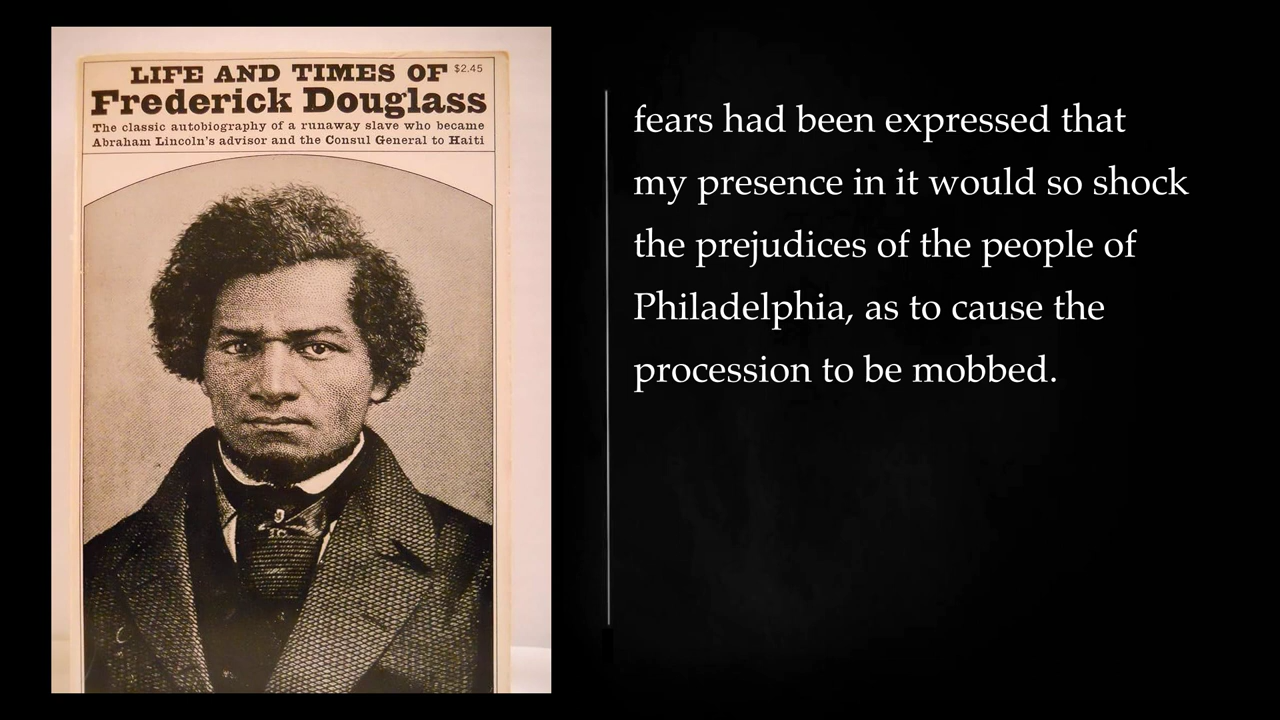 LIFE AND TIMES OF $2.45
Frederick Douglass
The classic autobiography of a runaway slave who became
Abraham Lincoln's advisor and the Consul General to Haiti
fears had been expressed that
my presence in it would so shock
the prejudices of the people of
Philadelphia, as to cause the
procession to be mobbed.